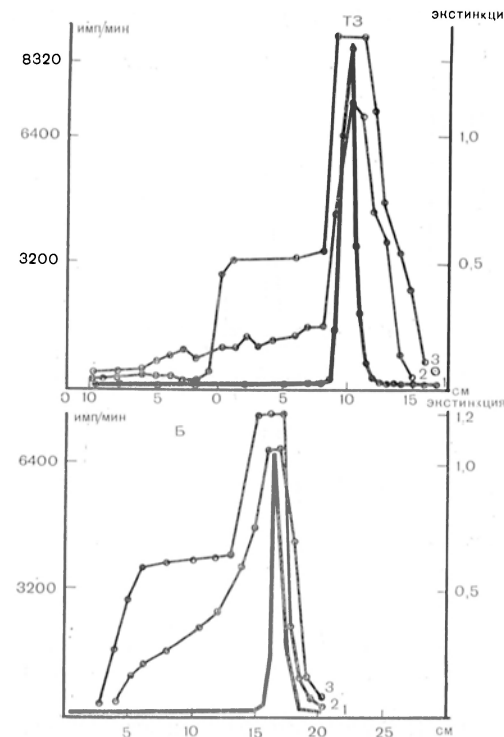 имп/мин ТЗ экстинкци
8320
6400 1,0
3200 0,5
3
2 1
0 10 5 0 5 10 15 см
имп/мин экстинкция
Б 1,2
6400 1,0
3200 0,5
3
2 1
5 10 15 20 25 см